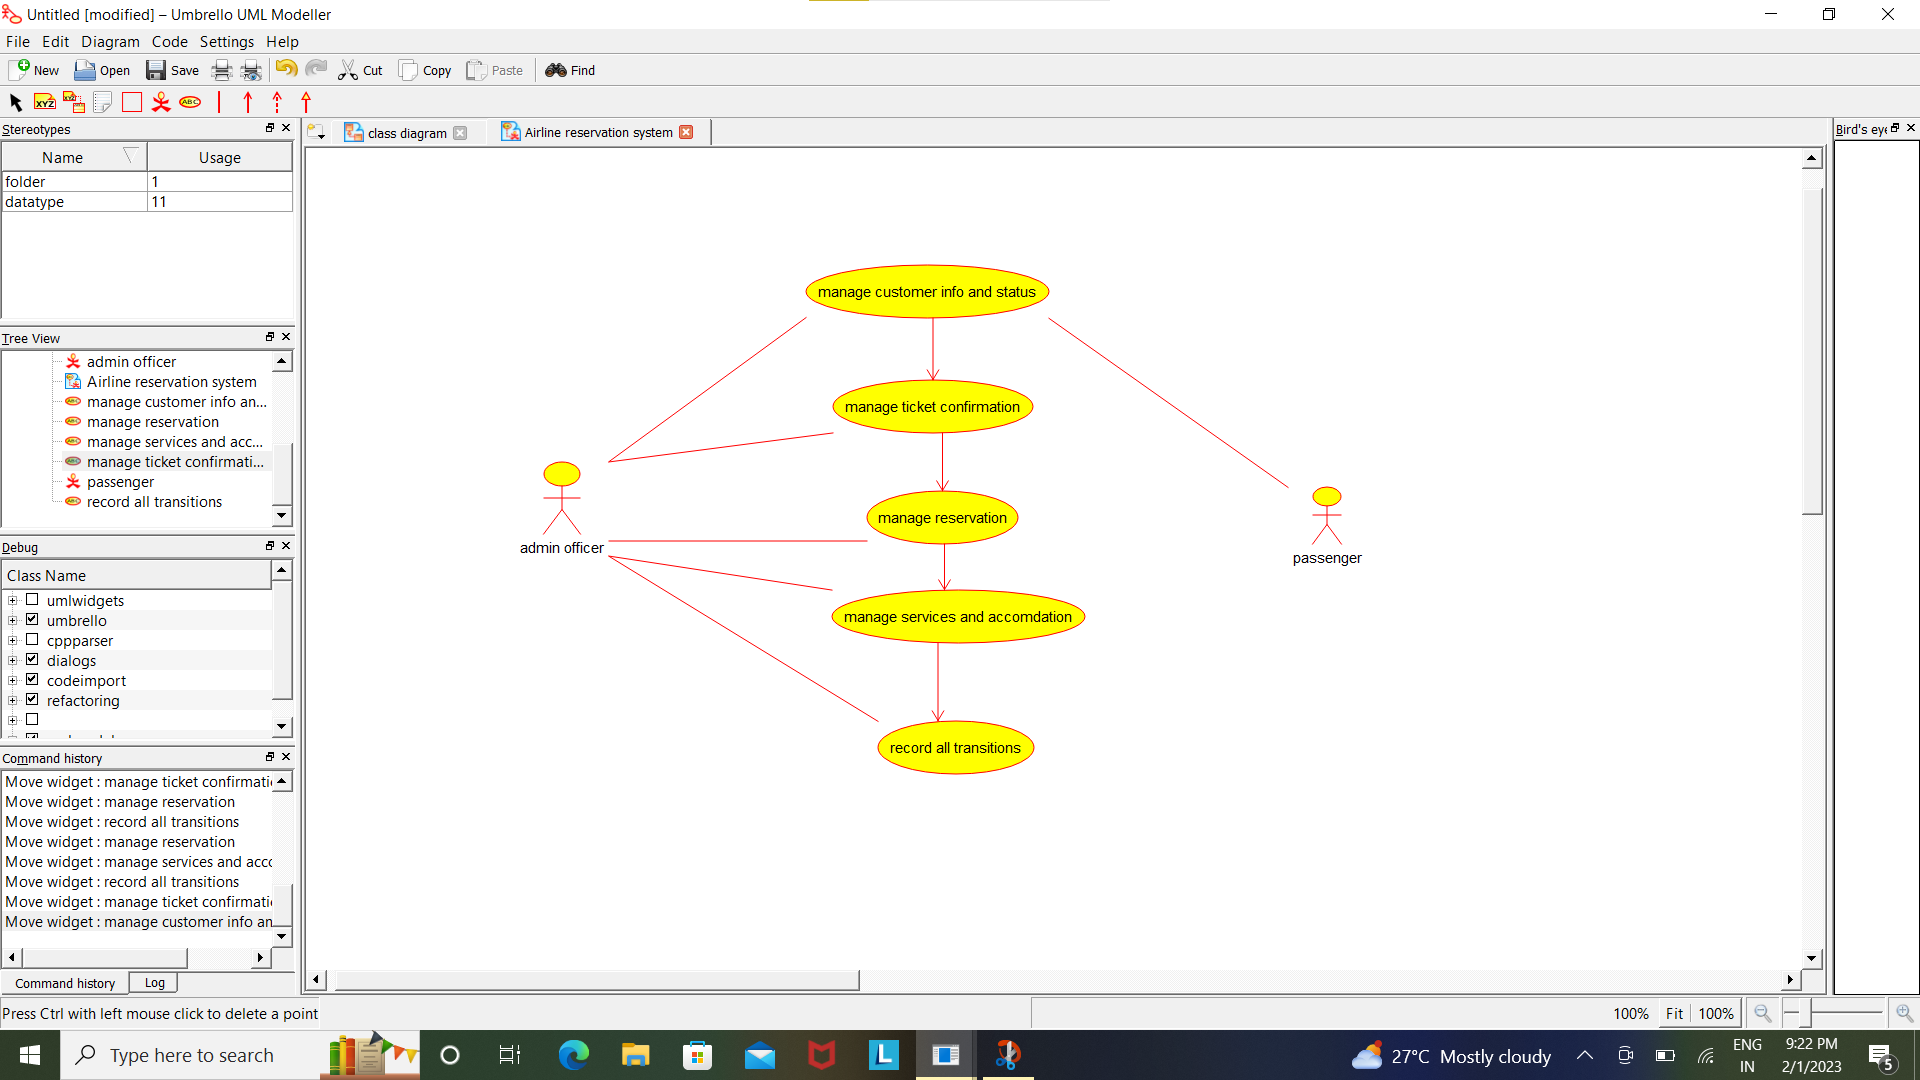 Untitled [modified] – Umbrello UML Modeller
File Edit Diagram Code Settings Help
New Open Save Cut Copy Paste Find
XYZ XYZ ABC
Stereotypes
Name Usage
folder 1
datatype 11
Tree View
admin officer
Airline reservation system
manage customer info an...
manage reservation
manage services and acc...
manage ticket confirmati...
passenger
record all transitions
Debug
Class Name
umlwidgets
umbrello
cppparser
dialogs
codeimport
refactoring
Command history
Move widget : manage ticket confirmati
Move widget : manage reservation
Move widget : record all transitions
Move widget : manage reservation
Move widget : manage services and acco
Move widget : record all transitions
Move widget : manage ticket confirmati
Move widget : manage customer info an
Command history Log
Press Ctrl with left mouse click to delete a point
class diagram Airline reservation system
manage customer info and status
manage ticket confirmation
manage reservation
manage services and accomdation
record all transitions
admin officer
passenger
Bird's eye
100% Fit 100%
Type here to search
L
27°C Mostly cloudy
ENG
IN
9:22 PM
2/1/2023
5